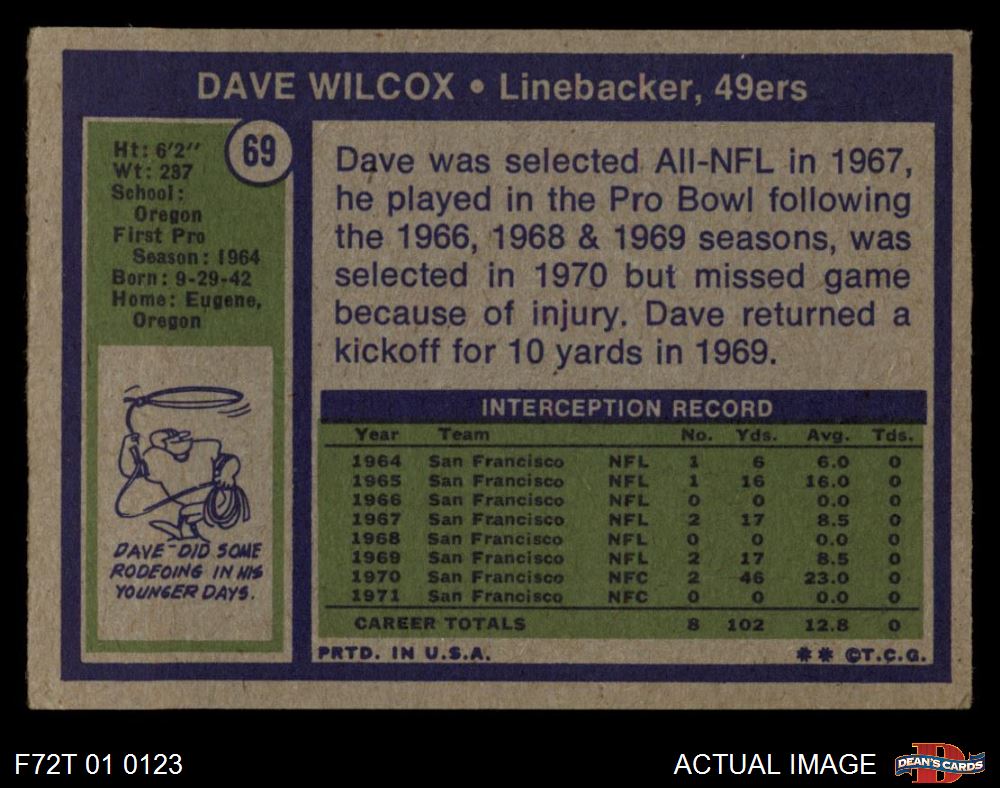 DAVE WILCOX • Linebacker, 49ers
69
Ht: 6'2"
Wt: 237
School:
Oregon
First Pro
Season: 1964
Born: 9-29-42
Home: Eugene,
Oregon
DAVE DID SOME
RODEOING IN HIS
YOUNGER DAYS.
Dave was selected All-NFL in 1967,
he played in the Pro Bowl following
the 1966, 1968 & 1969 seasons, was
selected in 1970 but missed game
because of injury. Dave returned a
kickoff for 10 yards in 1969.
INTERCEPTION RECORD
Year Team No. Yds. Avg. Tds.
1964 San Francisco NFL 1 6 6.0 0
1965 San Francisco NFL 1 16 16.0 0
1966 San Francisco NFL 0 0 0.0 0
1967 San Francisco NFL 2 17 8.5 0
1968 San Francisco NFL 0 0 0.0 0
1969 San Francisco NFL 2 17 8.5 0
1970 San Francisco NFC 2 46 23.0 0
1971 San Francisco NFC 0 0 0.0 0
CAREER TOTALS 8 102 12.8 0
PRTD. IN U.S.A. ** ©T.C.G.
F72T 01 0123 ACTUAL IMAGE D DEAN'S CARDS